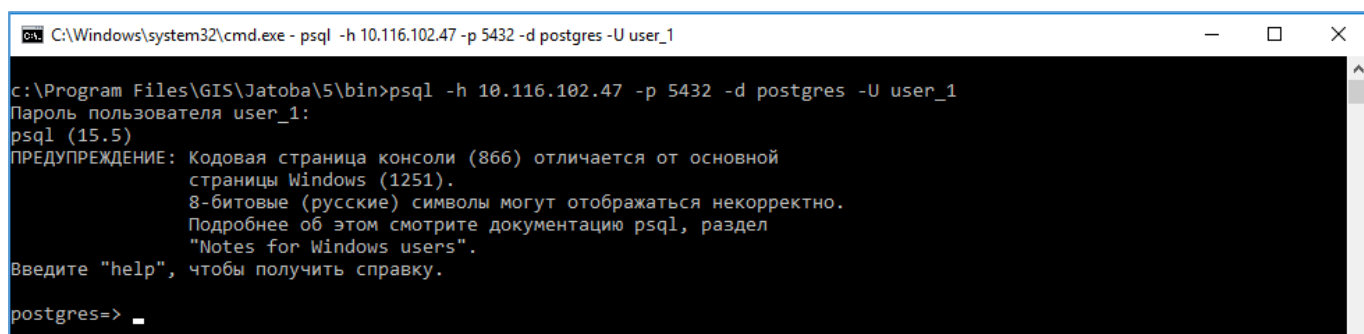 C:\Windows\system32\cmd.exe - psql -h 10.116.102.47 -p 5432 -d postgres -U user_1
c:\Program Files\GIS\Jatoba\5\bin>psql -h 10.116.102.47 -p 5432 -d postgres -U user_1
Пароль пользователя user_1:
psql (15.5)
ПРЕДУПРЕЖДЕНИЕ: Кодовая страница консоли (866) отличается от основной
страницы Windows (1251).
8-битовые (русские) символы могут отображаться некорректно.
Подробнее об этом смотрите документацию psql, раздел
"Notes for Windows users".
Введите "help", чтобы получить справку.
postgres=>